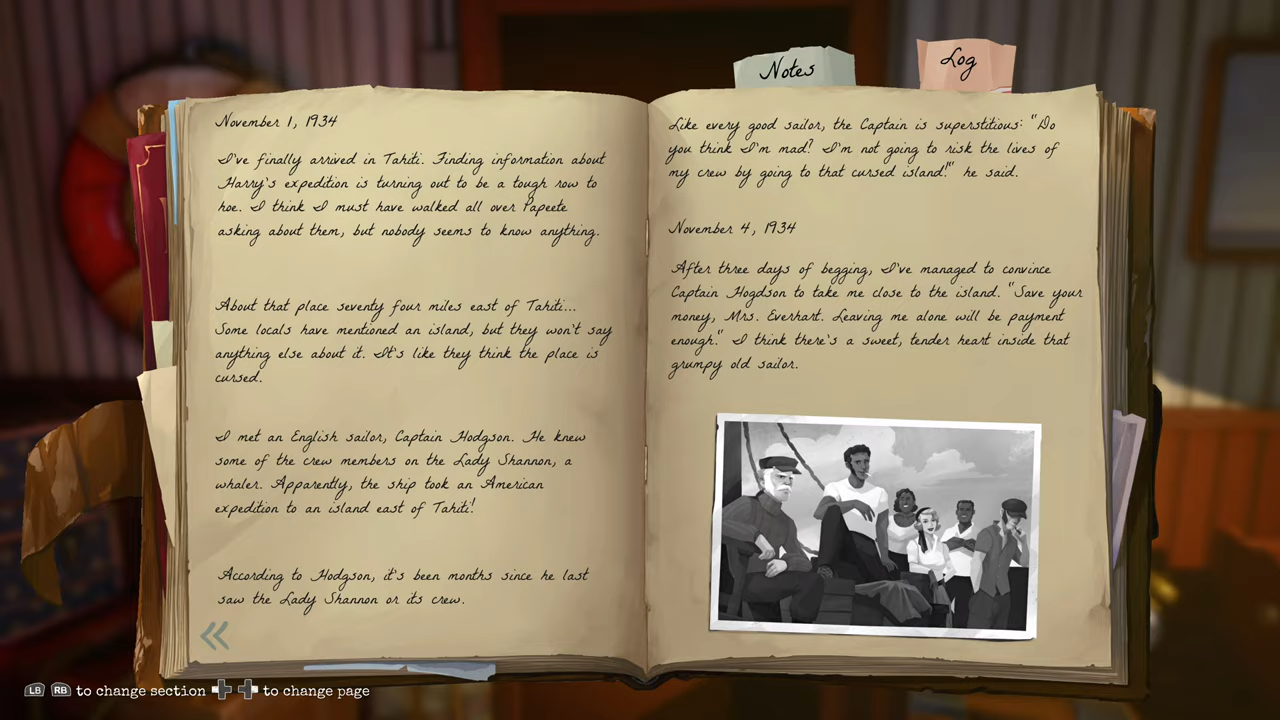 Notes
Log
November 1, 1934
I've finally arrived in Tahiti. Finding information about
Harry's expedition is turning out to be a tough row to
hoe. I think I must have walked all over Papeete
asking about them, but nobody seems to know anything.
About that place seventy four miles east of Tahiti...
Some locals have mentioned an island, but they won't say
anything else about it. It's like they think the place is
cursed.
I met an English sailor, Captain Hodgson. He knew
some of the crew members on the Lady Shannon, a
whaler. Apparently, the ship took an American
expedition to an island east of Tahiti!
According to Hodgson, it's been months since he last
saw the Lady Shannon or its crew.
Like every good sailor, the Captain is superstitious: "Do
you think I'm mad? I'm not going to risk the lives of
my crew by going to that cursed island!" he said.
November 4, 1934
After three days of begging, I've managed to convince
Captain Hogdson to take me close to the island. "Save your
money, Mrs. Everhart. Leaving me alone will be payment
enough." I think there's a sweet, tender heart inside that
grumpy old sailor.
LB RB to change section to change page